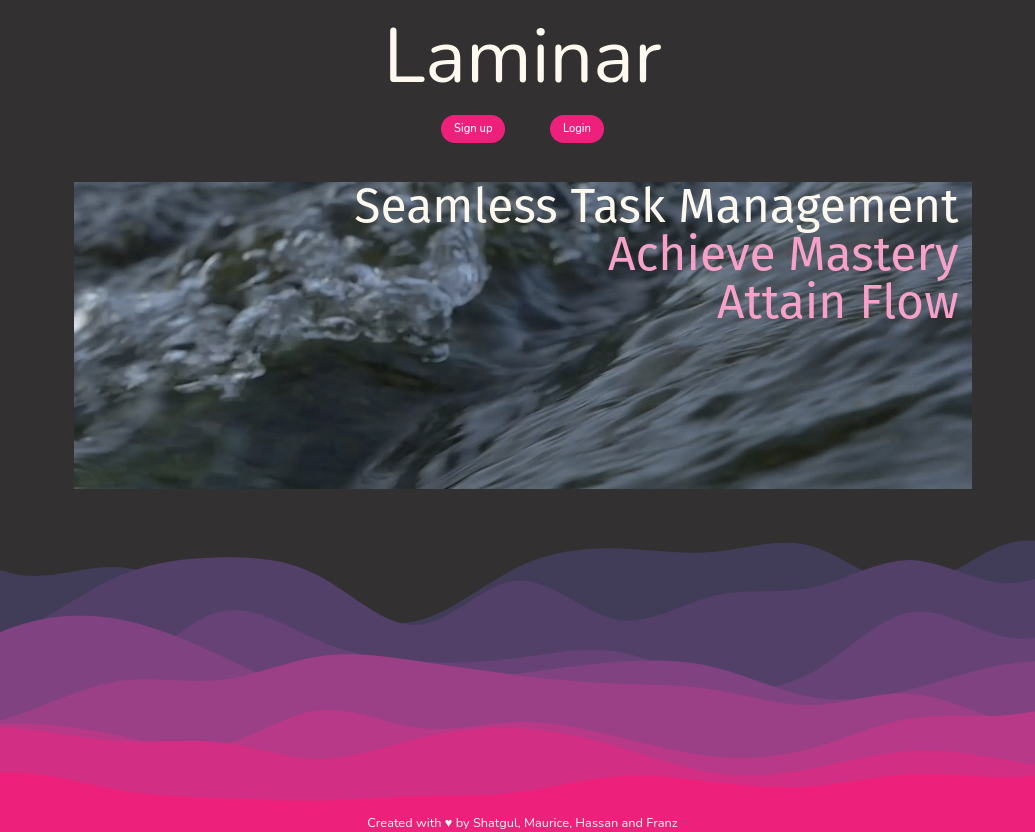 Laminar
Sign up Login
Seamless Task Management
Achieve Mastery
Attain Flow
Created with ♥ by Shatgul, Maurice, Hassan and Franz